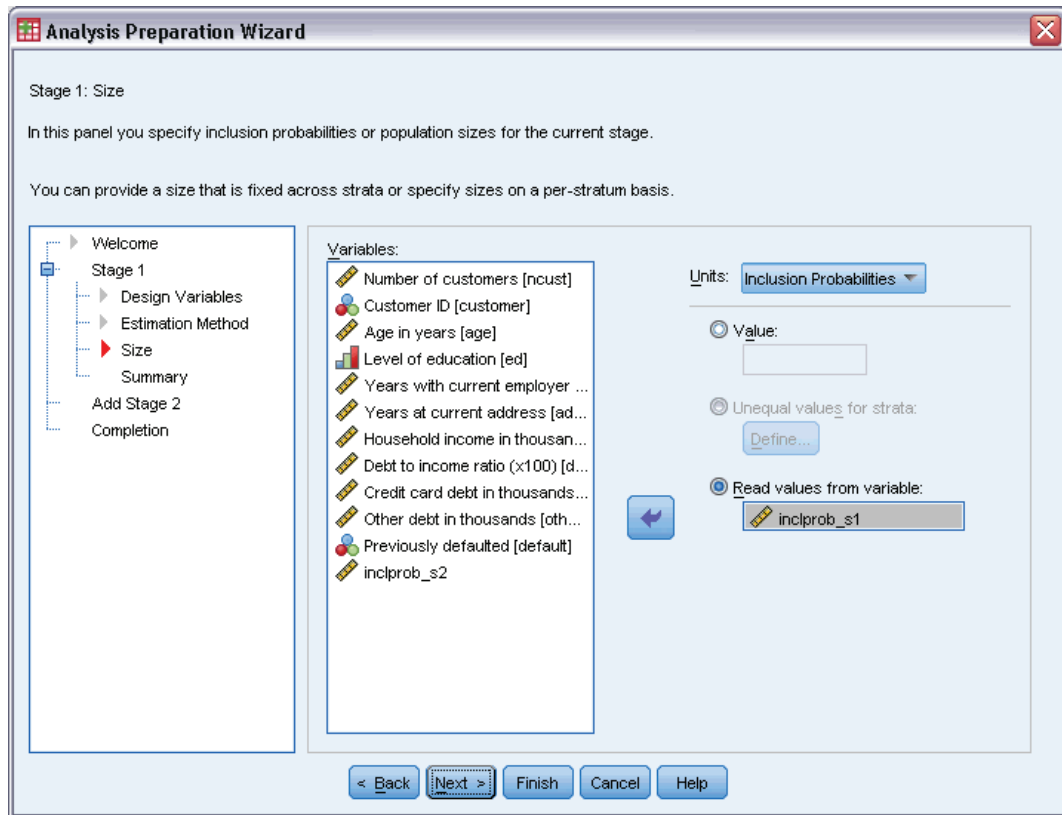 Analysis Preparation Wizard
Stage 1: Size
In this panel you specify inclusion probabilities or population sizes for the current stage.
You can provide a size that is fixed across strata or specify sizes on a per-stratum basis.
Welcome
Stage 1
Design Variables
Estimation Method
Size
Summary
Add Stage 2
Completion
Variables:
Number of customers [ncust]
Customer ID [customer]
Age in years [age]
Level of education [ed]
Years with current employer ...
Years at current address [ad...
Household income in thousan...
Debt to income ratio (x100) [d...
Credit card debt in thousands...
Other debt in thousands [oth...
Previously defaulted [default]
inclprob_s2
Units: Inclusion Probabilities
Value:
Unequal values for strata:
Define...
Read values from variable:
inclprob_s1
< Back Next > Finish Cancel Help